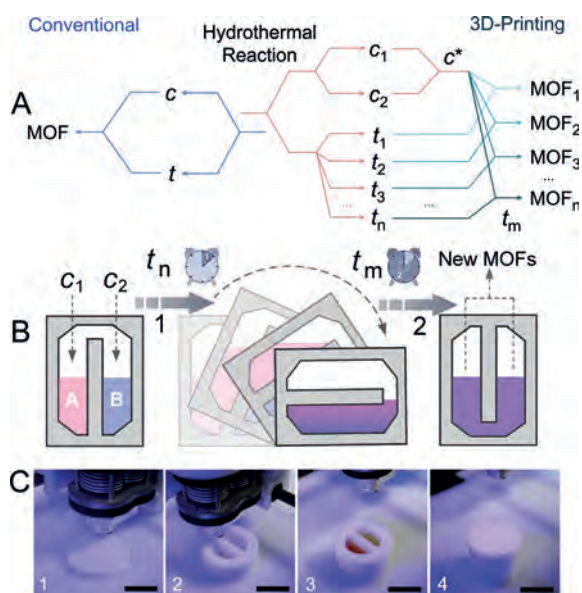 Conventional
Hydrothermal
Reaction
3D-Printing
A
MOF
c
t
c1
c2
c*
t1
t2
t3
...
tn
....
tm
MOF1
MOF2
MOF3
....
MOFn
B
c1
c2
tn
1
tm
2
New MOFs
A
B
C
1
2
3
4